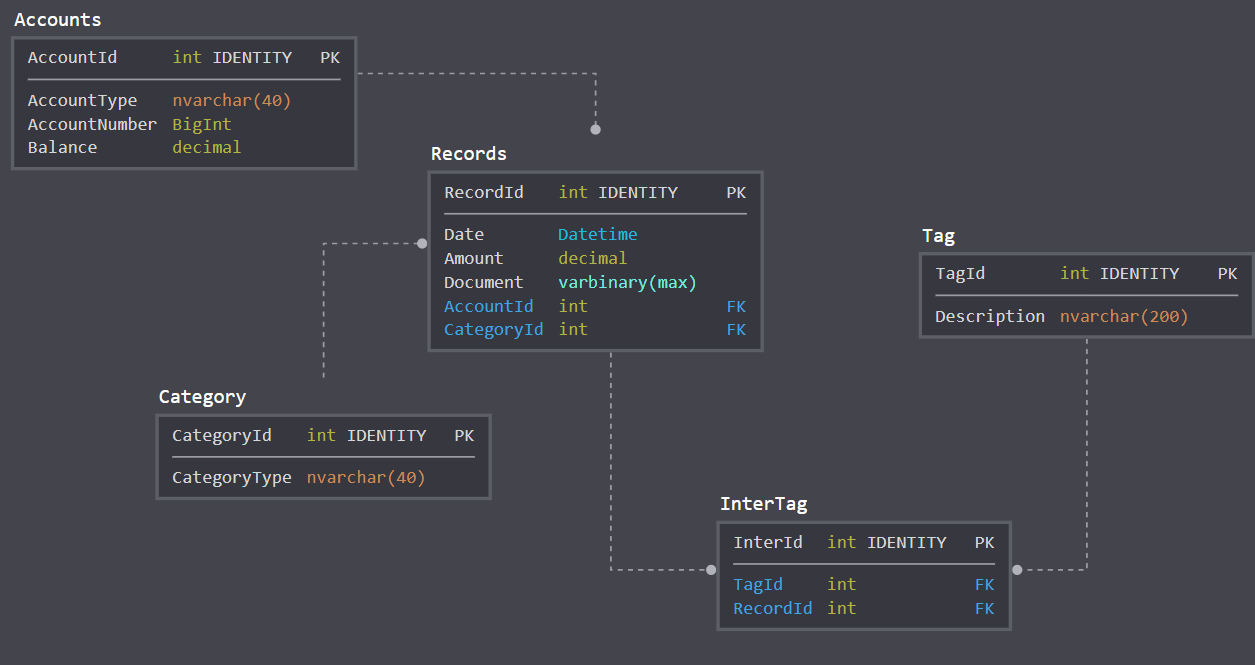 Accounts
AccountId int IDENTITY PK
AccountType nvarchar(40)
AccountNumber BigInt
Balance decimal
Records
RecordId int IDENTITY PK
Date Datetime
Amount decimal
Document varbinary(max)
AccountId int FK
CategoryId int FK
Tag
TagId int IDENTITY PK
Description nvarchar(200)
Category
CategoryId int IDENTITY PK
CategoryType nvarchar(40)
InterTag
InterId int IDENTITY PK
TagId int FK
RecordId int FK